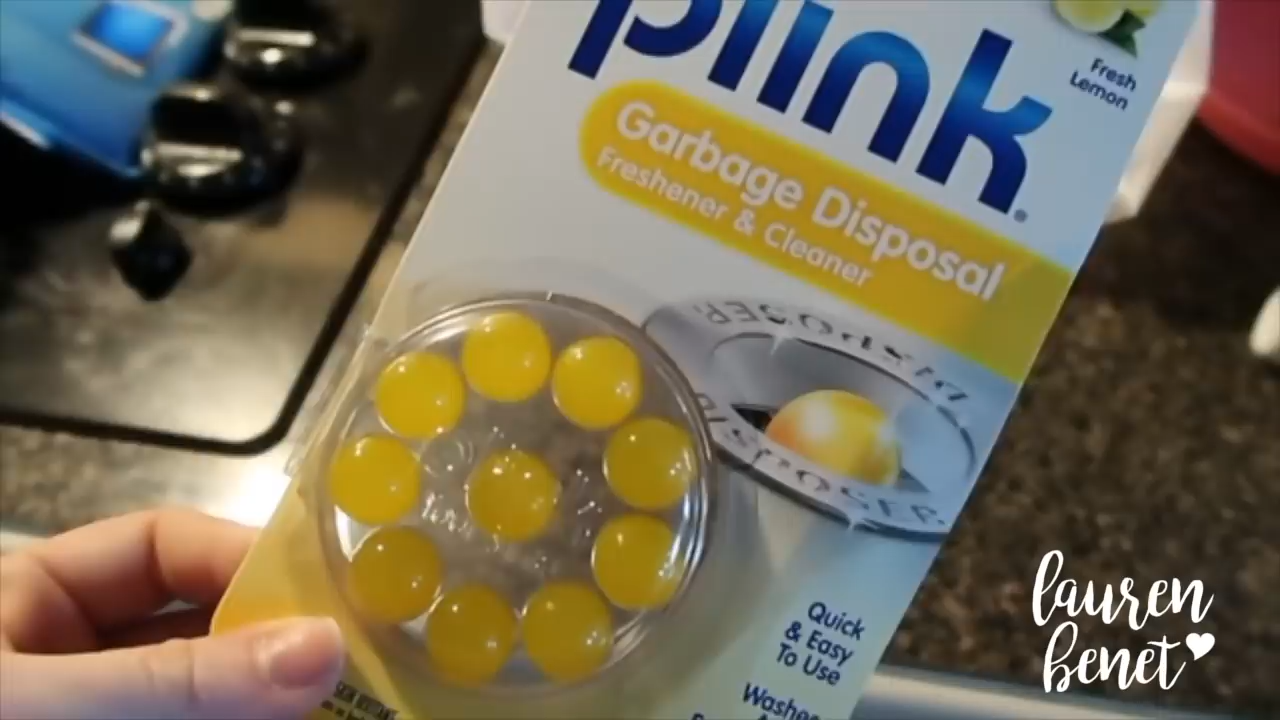 plink®
Fresh
Lemon
Garbage Disposal
Freshener & Cleaner
DISPOSER
DISPOSER
Quick
& Easy
To Use
lauren
benet